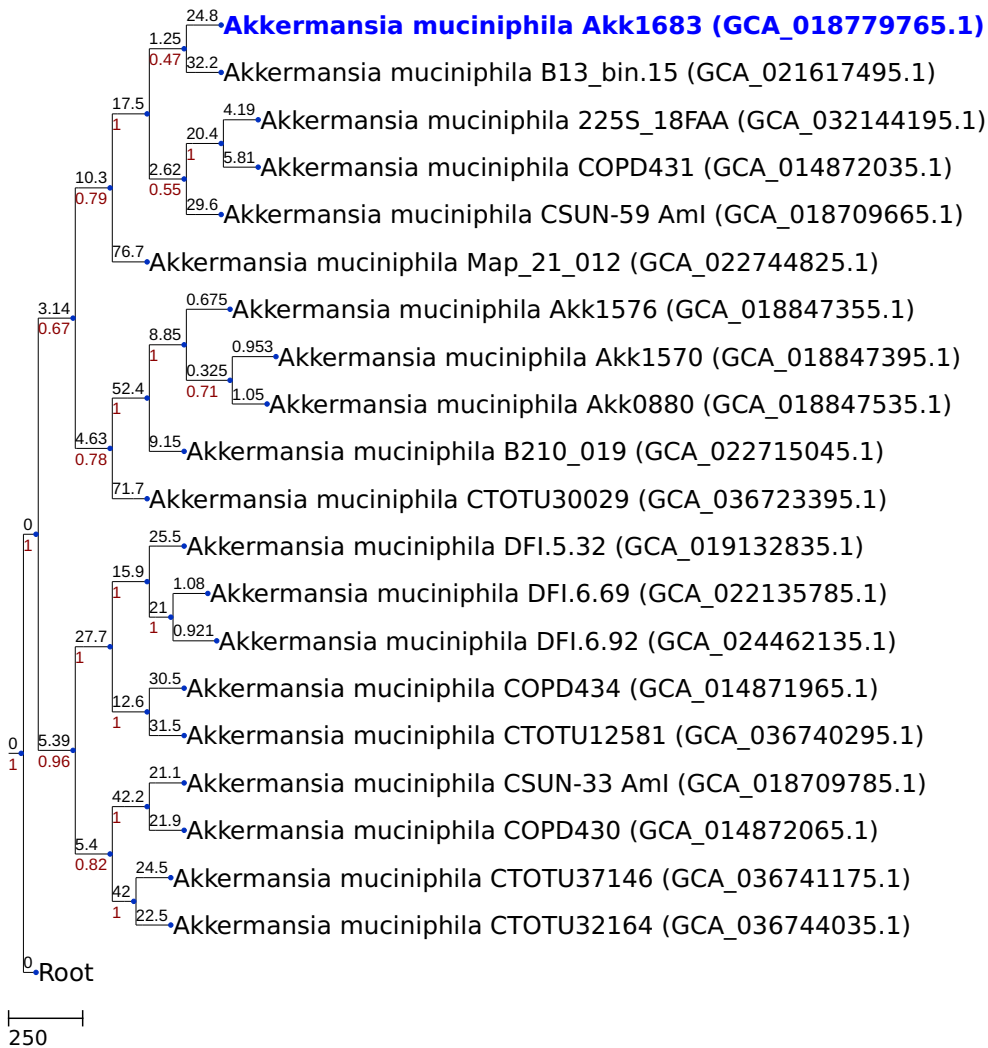 24.8
Akkermansia muciniphila Akk1683 (GCA_018779765.1)
1.25
0.47
32.2
Akkermansia muciniphila B13_bin.15 (GCA_021617495.1)
17.5
1
4.19
Akkermansia muciniphila 225S_18FAA (GCA_032144195.1)
20.4
1
5.81
Akkermansia muciniphila COPD431 (GCA_014872035.1)
2.62
0.55
10.3
0.79
29.6
Akkermansia muciniphila CSUN-59 AmI (GCA_018709665.1)
76.7
Akkermansia muciniphila Map_21_012 (GCA_022744825.1)
3.14
0.67
0.675
Akkermansia muciniphila Akk1576 (GCA_018847355.1)
8.85
1
0.953
Akkermansia muciniphila Akk1570 (GCA_018847395.1)
0.325
0.71
52.4
1
1.05
Akkermansia muciniphila Akk0880 (GCA_018847535.1)
4.63
0.78
9.15
Akkermansia muciniphila B210_019 (GCA_022715045.1)
71.7
Akkermansia muciniphila CTOTU30029 (GCA_036723395.1)
0
1
25.5
Akkermansia muciniphila DFI.5.32 (GCA_019132835.1)
15.9
1
1.08
Akkermansia muciniphila DFI.6.69 (GCA_022135785.1)
21
1
0.921
Akkermansia muciniphila DFI.6.92 (GCA_024462135.1)
27.7
1
30.5
Akkermansia muciniphila COPD434 (GCA_014871965.1)
12.6
1
31.5
Akkermansia muciniphila CTOTU12581 (GCA_036740295.1)
0
1
5.39
0.96
21.1
Akkermansia muciniphila CSUN-33 AmI (GCA_018709785.1)
42.2
1
21.9
Akkermansia muciniphila COPD430 (GCA_014872065.1)
5.4
0.82
24.5
Akkermansia muciniphila CTOTU37146 (GCA_036741175.1)
42
1
22.5
Akkermansia muciniphila CTOTU32164 (GCA_036744035.1)
0
Root
250